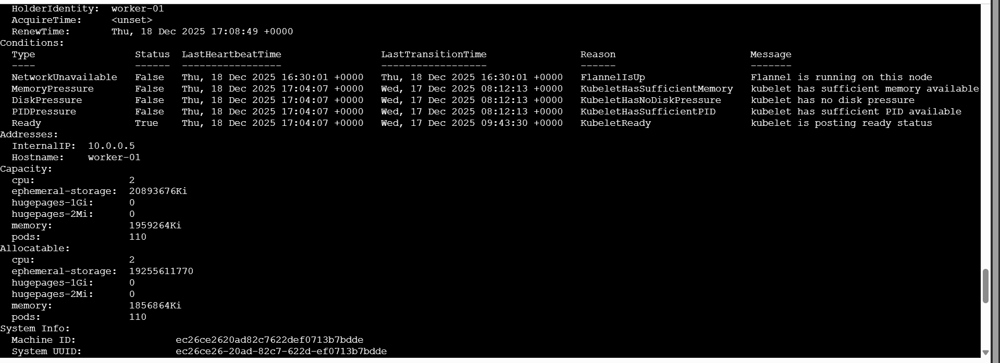 HolderIdentity:  worker-01
AcquireTime:     <unset>
RenewTime:       Thu, 18 Dec 2025 17:08:49 +0000
Conditions:
Type                 Status  LastHeartbeatTime                 LastTransitionTime                Reason                       Message
----                 ------  -----------------                 ------------------                ------                       -------
NetworkUnavailable   False   Thu, 18 Dec 2025 16:30:01 +0000   Thu, 18 Dec 2025 16:30:01 +0000   FlannelIsUp                  Flannel is running on this node
MemoryPressure       False   Thu, 18 Dec 2025 17:04:07 +0000   Wed, 17 Dec 2025 08:12:13 +0000   KubeletHasSufficientMemory   kubelet has sufficient memory available
DiskPressure         False   Thu, 18 Dec 2025 17:04:07 +0000   Wed, 17 Dec 2025 08:12:13 +0000   KubeletHasNoDiskPressure     kubelet has no disk pressure
PIDPressure          False   Thu, 18 Dec 2025 17:04:07 +0000   Wed, 17 Dec 2025 08:12:13 +0000   KubeletHasSufficientPID      kubelet has sufficient PID available
Ready                True    Thu, 18 Dec 2025 17:04:07 +0000   Wed, 17 Dec 2025 09:43:30 +0000   KubeletReady                 kubelet is posting ready status
Addresses:
InternalIP:  10.0.0.5
Hostname:    worker-01
Capacity:
cpu:                2
ephemeral-storage:  20893676Ki
hugepages-1Gi:      0
hugepages-2Mi:      0
memory:             1959264Ki
pods:               110
Allocatable:
cpu:                2
ephemeral-storage:  19255611770
hugepages-1Gi:      0
hugepages-2Mi:      0
memory:             1856864Ki
pods:               110
System Info:
Machine ID:                 ec26ce2620ad82c7622def0713b7bdde
System UUID:                ec26ce26-20ad-82c7-622d-ef0713b7bdde